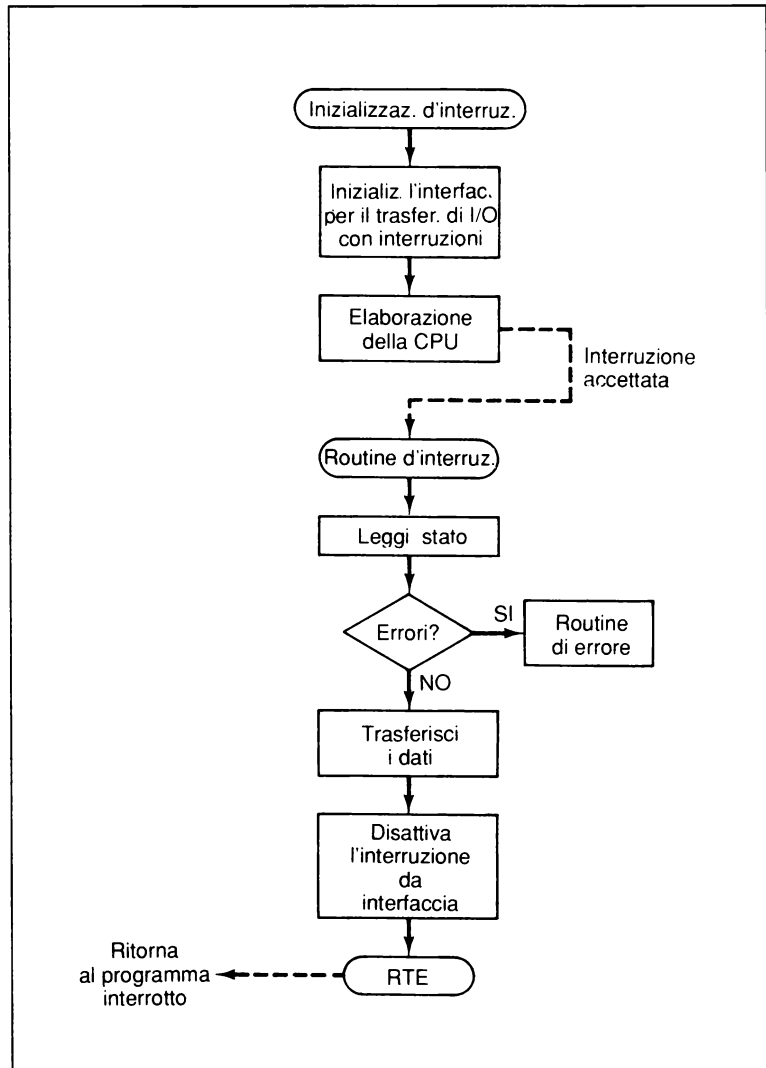 Inizializzaz. d'interruz.
Inizializ. l'interfac.
per il trasfer. di I/O
con interruzioni
Elaborazione
della CPU
Interruzione
accettata
Routine d'interruz.
Leggi stato
Errori?
SI
Routine
di errore
NO
Trasferisci
i dati
Disattiva
l'interruzione
da
interfaccia
Ritorna
al programma
interrotto
RTE